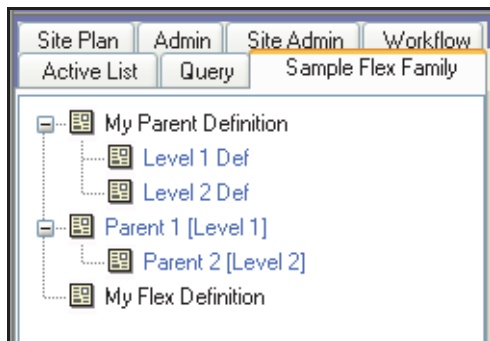 Site Plan Admin Site Admin Workflow
Active List Query Sample Flex Family
My Parent Definition
Level 1 Def
Level 2 Def
Parent 1 [Level 1]
Parent 2 [Level 2]
My Flex Definition